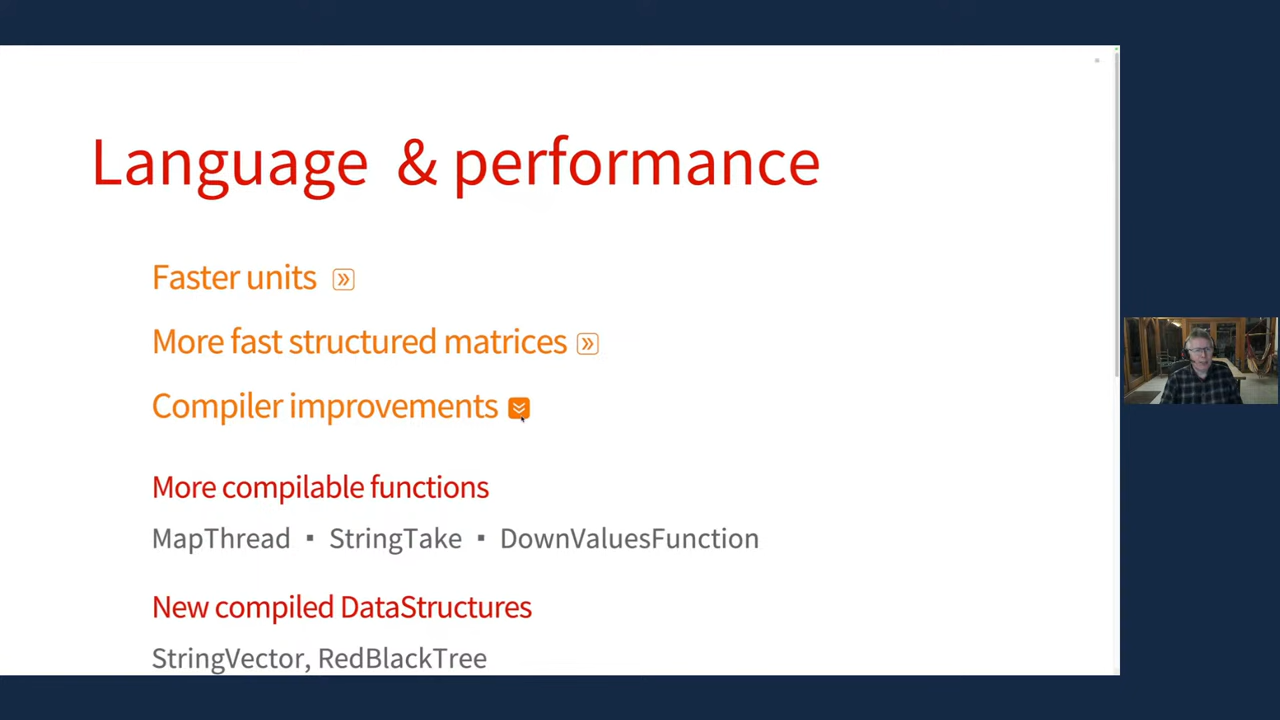 Language & performance
Faster units
More fast structured matrices
Compiler improvements
More compilable functions
MapThread ▪ StringTake ▪ DownValuesFunction
New compiled DataStructures
StringVector, RedBlackTree